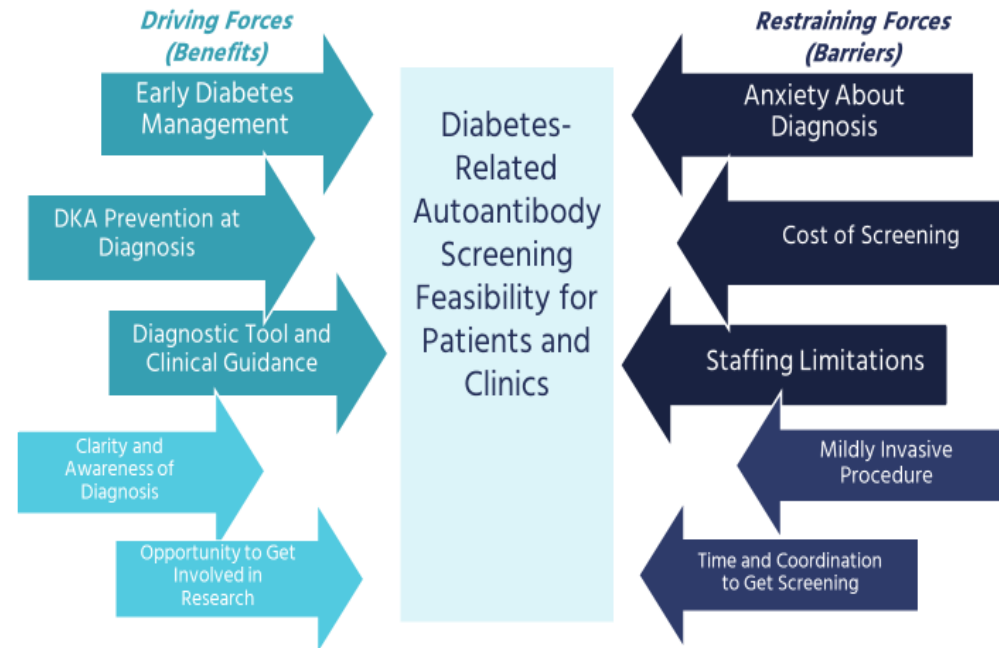 Driving Forces
(Benefits)
Early Diabetes
Management
DKA Prevention at
Diagnosis
Diagnostic Tool and
Clinical Guidance
Clarity and
Awareness of
Diagnosis
Opportunity to Get
Involved in
Research
Diabetes-
Related
Autoantibody
Screening
Feasibility for
Patients and
Clinics
Restraining Forces
(Barriers)
Anxiety About
Diagnosis
Cost of Screening
Staffing Limitations
Mildly Invasive
Procedure
Time and Coordination
to Get Screening